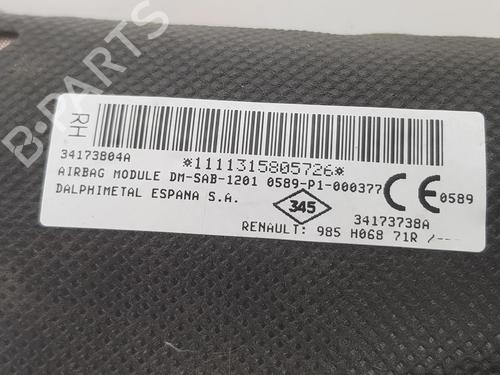 B-PARTS
RH
34173804A
*1111315805726*
AIRBAG MODULE DM-SAB-1201 0589-P1-000377
DALPHIMETAL ESPANA S.A.
CE 0589
345
34173738A
RENAULT: 985 H068 71R /---